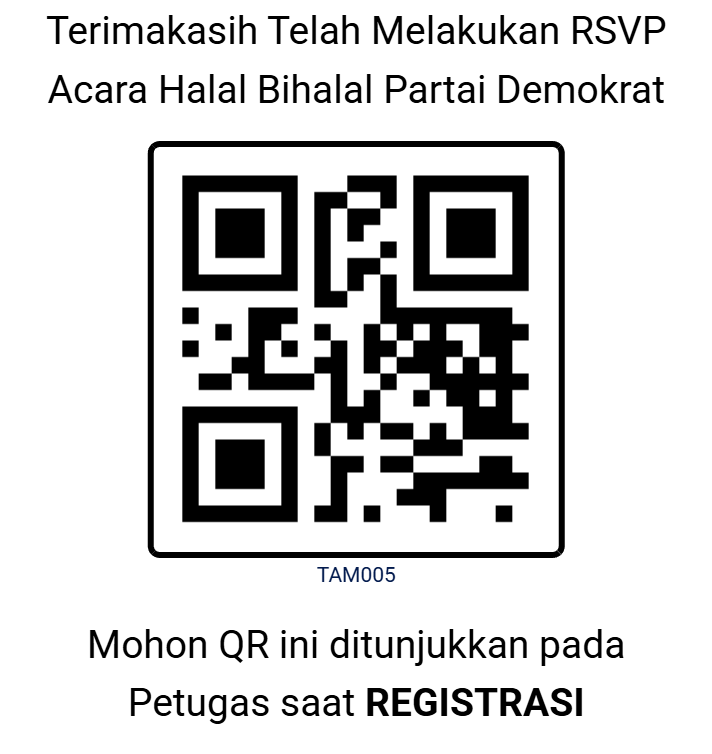 Terimakasih Telah Melakukan RSVP
Acara Halal Bihalal Partai Demokrat
TAM005
Mohon QR ini ditunjukkan pada
Petugas saat REGISTRASI